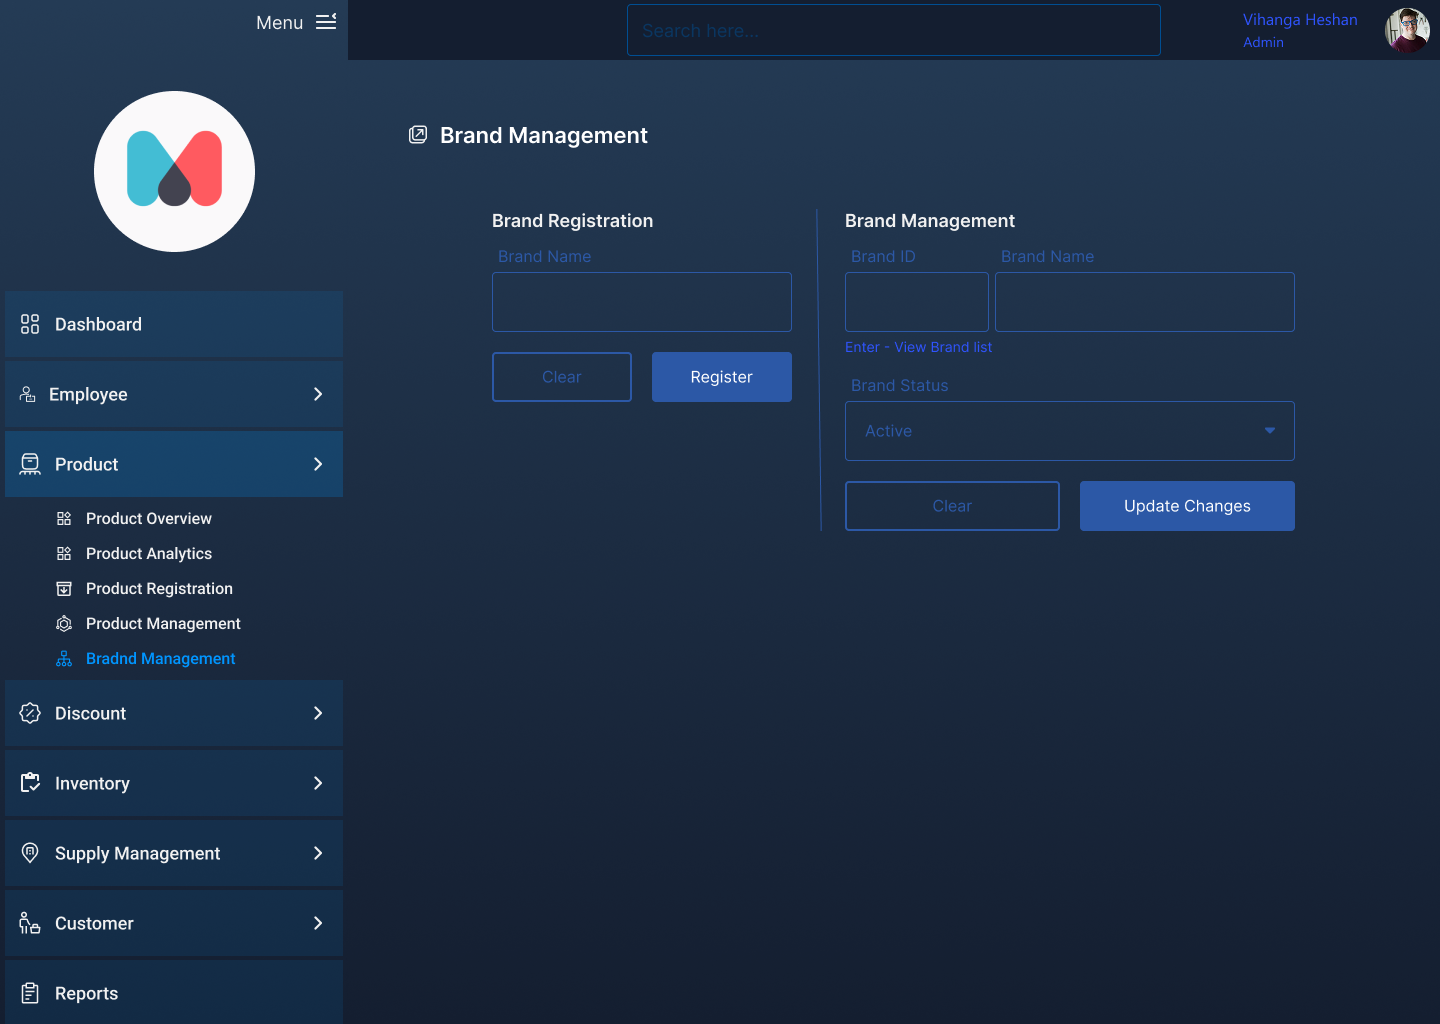 Menu
Search here...
Vihanga Heshan
Admin
Brand Management
Brand Registration
Brand Name
Clear
Register
Brand Management
Brand ID
Brand Name
Enter - View Brand list
Brand Status
Active
Clear
Update Changes
Dashboard
Employee
Product
Product Overview
Product Analytics
Product Registration
Product Management
Bradnd Management
Discount
Inventory
Supply Management
Customer
Reports